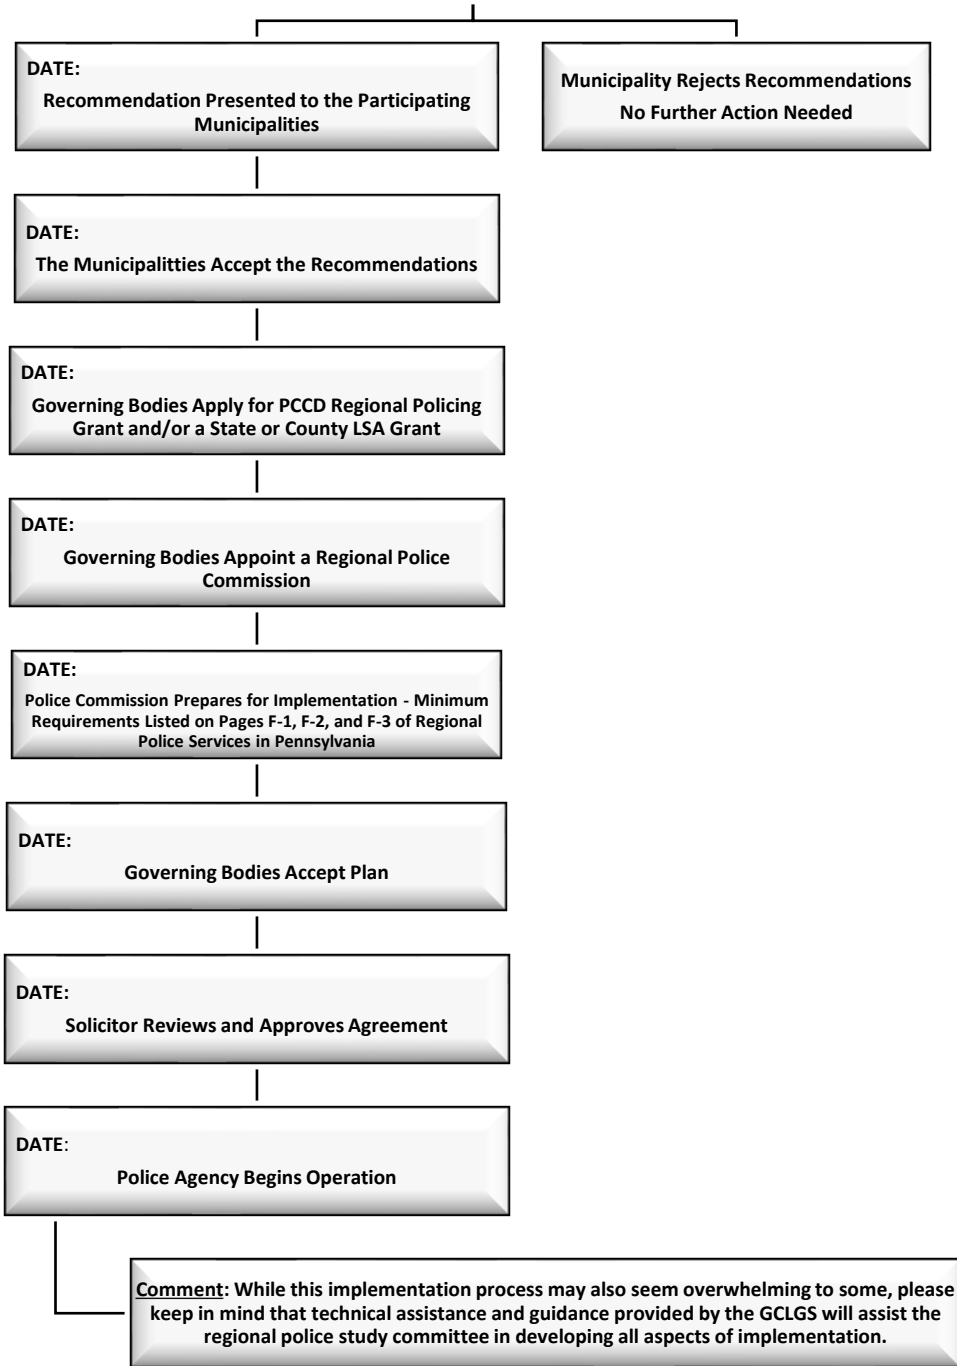 DATE:
Recommendation Presented to the Participating
Municipalities
Municipality Rejects Recommendations
No Further Action Needed
DATE:
The Municipalitties Accept the Recommendations
DATE:
Governing Bodies Apply for PCCD Regional Policing
Grant and/or a State or County LSA Grant
DATE:
Governing Bodies Appoint a Regional Police
Commission
DATE:
Police Commission Prepares for Implementation - Minimum
Requirements Listed on Pages F-1, F-2, and F-3 of Regional
Police Services in Pennsylvania
DATE:
Governing Bodies Accept Plan
DATE:
Solicitor Reviews and Approves Agreement
DATE:
Police Agency Begins Operation
Comment: While this implementation process may also seem overwhelming to some, please
keep in mind that technical assistance and guidance provided by the GCLGS will assist the
regional police study committee in developing all aspects of implementation.